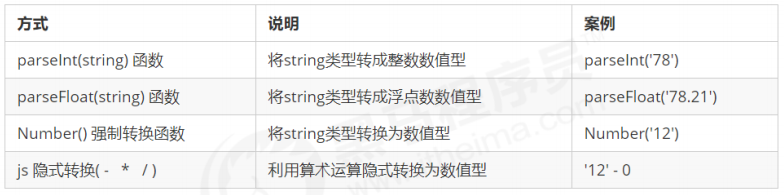 方式 说明 案例
parseInt(string) 函数 将string类型转成整数数值型 parseInt('78')
parseFloat(string) 函数 将string类型转成浮点数数值型 parseFloat('78.21')
Number() 强制转换函数 将string类型转换为数值型 Number('12')
js 隐式转换( - * / ) 利用算术运算隐式转换为数值型 '12' - 0